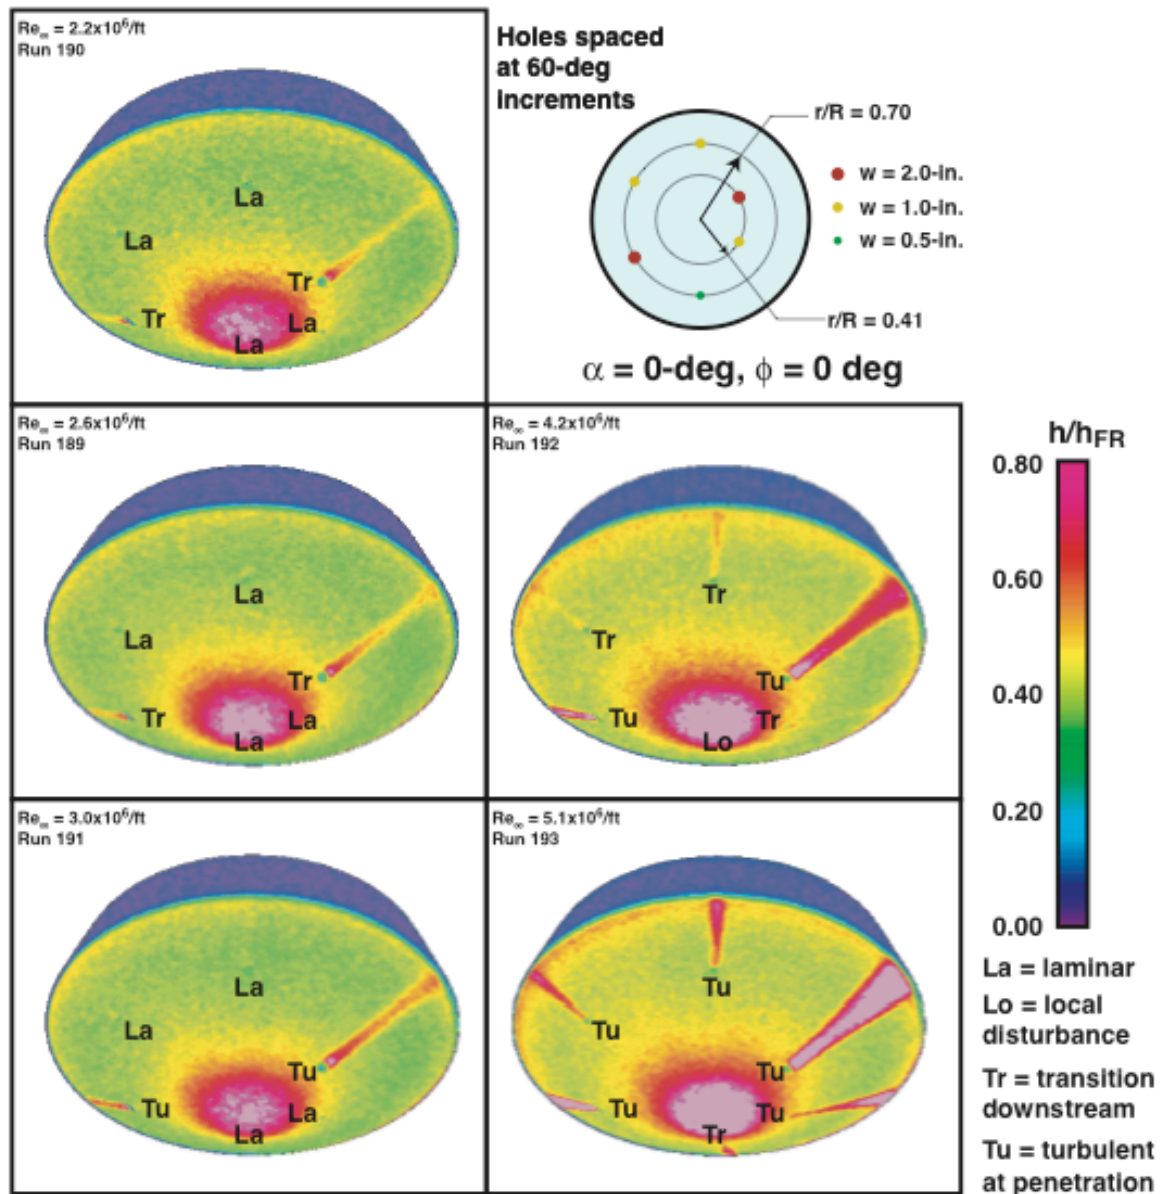 Re∞ = 2.2x10⁶/ft
Run 190
La
La
Tr
Tr
La
La
Holes spaced
at 60-deg
increments
r/R = 0.70
w = 2.0-in.
w = 1.0-in.
w = 0.5-in.
r/R = 0.41
α = 0-deg, ϕ = 0 deg
Re∞ = 2.6x10⁶/ft
Run 189
La
La
Tr
Tr
La
La
Re∞ = 4.2x10⁶/ft
Run 192
Tr
Tr
Tu
Tu
Tr
Lo
h/hFR
0.80
0.60
0.40
0.20
0.00
Re∞ = 3.0x10⁶/ft
Run 191
La
La
Tu
Tu
La
La
Re∞ = 5.1x10⁶/ft
Run 193
Tu
Tu
Tu
Tu
Tu
Tr
La = laminar
Lo = local
disturbance
Tr = transition
downstream
Tu = turbulent
at penetration